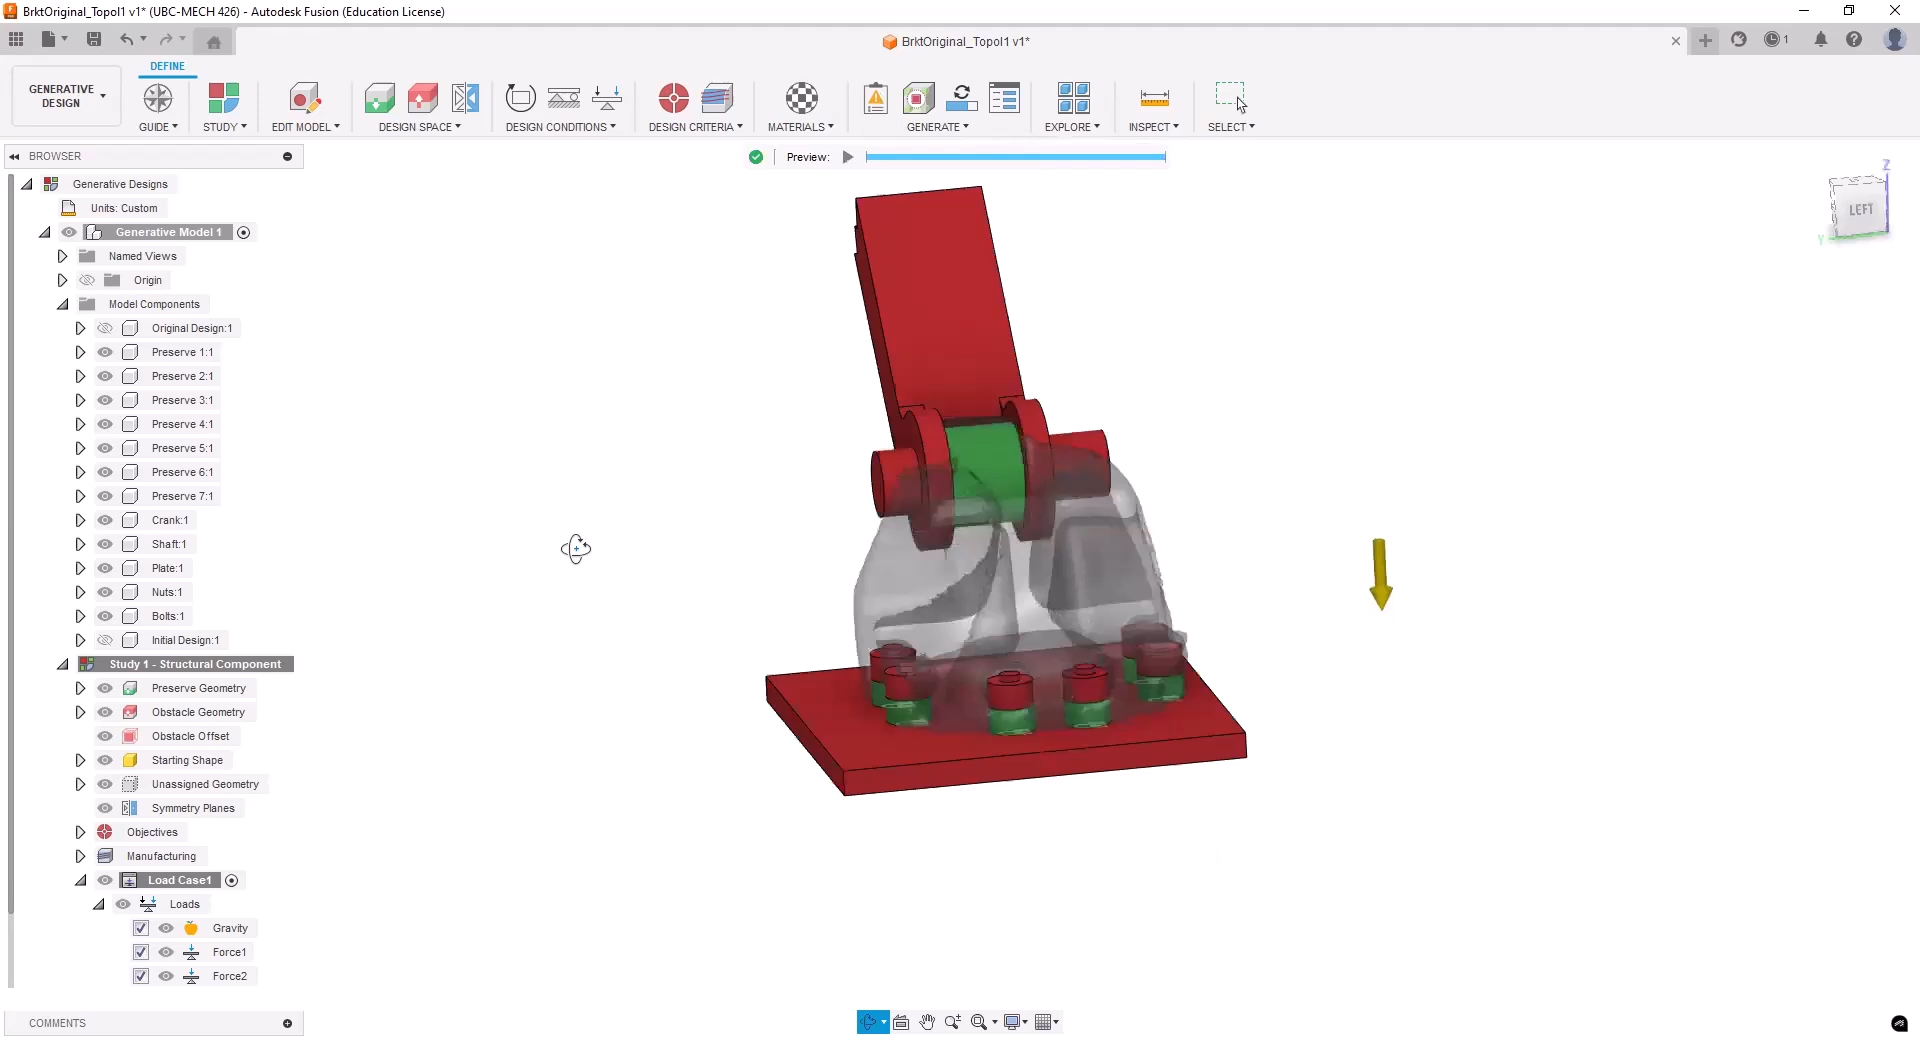 BrktOriginal_Topol1 v1* (UBC-MECH 426) - Autodesk Fusion (Education License)
BrktOriginal_Topol1 v1*
1
DEFINE
GENERATIVE DESIGN
GUIDE
STUDY
EDIT MODEL
DESIGN SPACE
DESIGN CONDITIONS
DESIGN CRITERIA
MATERIALS
GENERATE
EXPLORE
INSPECT
SELECT
BROWSER
Preview:
Generative Designs
Units: Custom
Generative Model 1
Named Views
Origin
Model Components
Original Design:1
Preserve 1:1
Preserve 2:1
Preserve 3:1
Preserve 4:1
Preserve 5:1
Preserve 6:1
Preserve 7:1
Crank:1
Shaft:1
Plate:1
Nuts:1
Bolts:1
Initial Design:1
Study 1 - Structural Component
Preserve Geometry
Obstacle Geometry
Obstacle Offset
Starting Shape
Unassigned Geometry
Symmetry Planes
Objectives
Manufacturing
Load Case1
Loads
Gravity
Force1
Force2
COMMENTS
Z
LEFT
Y